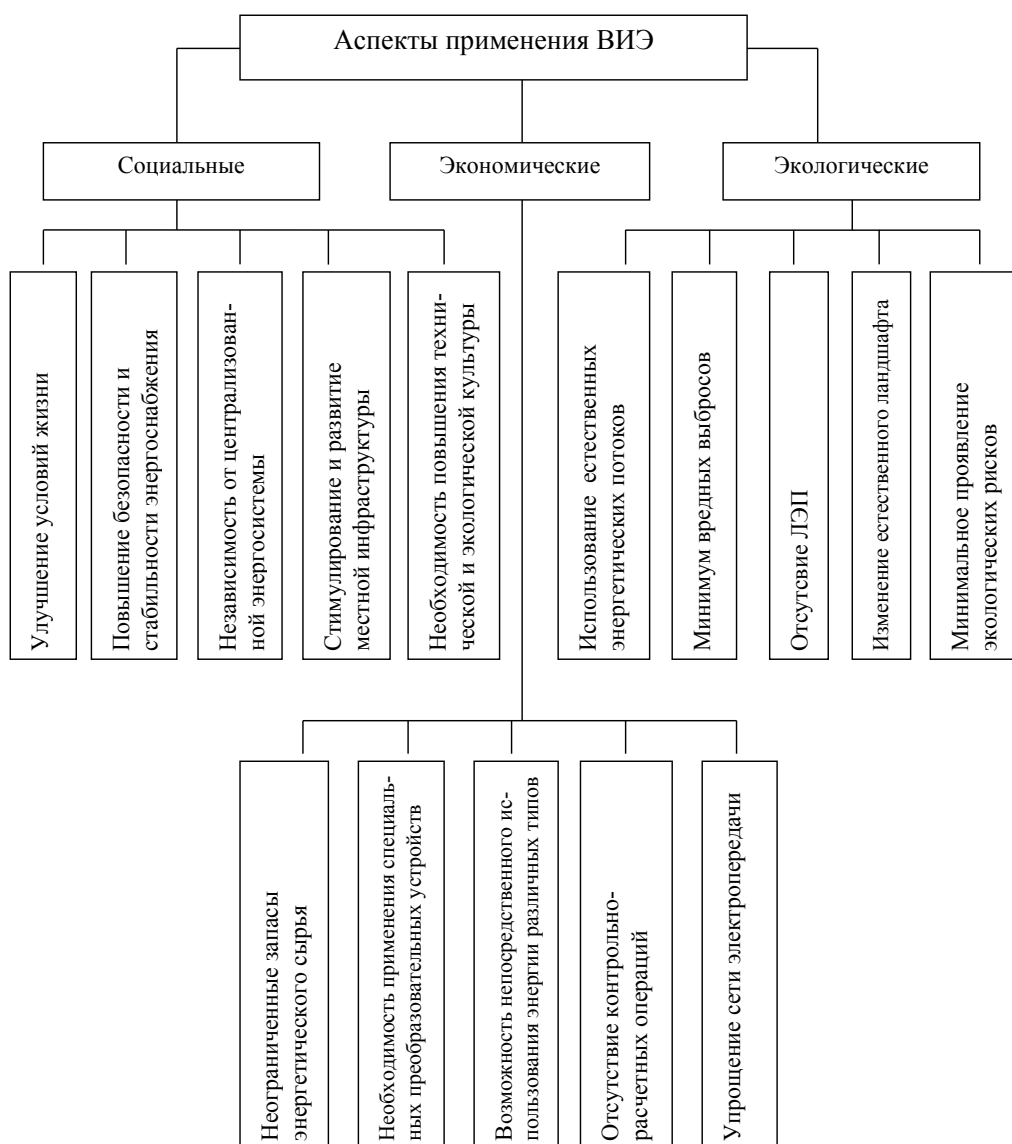 Аспекты применения ВИЭ
Социальные
Экономические
Экологические
Улучшение условий жизни
Повышение безопасности и
стабильности энергоснабжения
Независимость от централизован-
ной энергосистемы
Стимулирование и развитие
местной инфраструктуры
Необходимость повышения техни-
ческой и экологической культуры
Использование естественных
энергетических потоков
Минимум вредных выбросов
Отсутсвие ЛЭП
Изменение естественного ландшафта
Минимальное проявление
экологических рисков
Неограниченные запасы
энергетического сырья
Необходимость применения специаль-
ных преобразовательных устройств
Возможность непосредственного ис-
пользования энергии различных типов
Отсутствие контрольно-
расчетных операций
Упрощение сети электропередачи